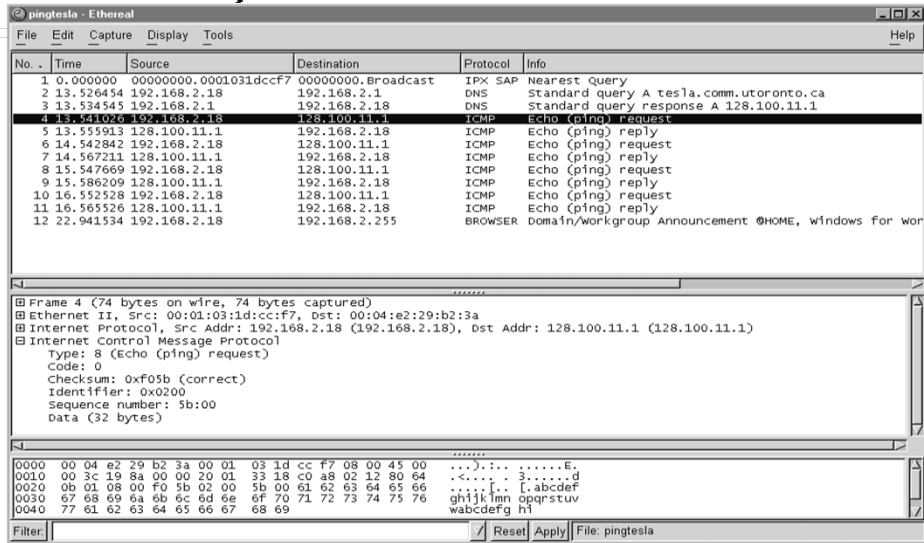 pingtesla - Ethereal
File Edit Capture Display Tools Help
No. . Time Source Destination Protocol Info
1 0.000000 00000000.0001031dccf7 00000000.Broadcast IPX SAP Nearest Query
2 13.526454 192.168.2.18 192.168.2.1 DNS Standard query A tesla.comm.utoronto.ca
3 13.534545 192.168.2.1 192.168.2.18 DNS Standard query response A 128.100.11.1
4 13.541026 192.168.2.18 128.100.11.1 ICMP Echo (ping) request
5 13.555913 128.100.11.1 192.168.2.18 ICMP Echo (ping) reply
6 14.542842 192.168.2.18 128.100.11.1 ICMP Echo (ping) request
7 14.567211 128.100.11.1 192.168.2.18 ICMP Echo (ping) reply
8 15.547669 192.168.2.18 128.100.11.1 ICMP Echo (ping) request
9 15.586209 128.100.11.1 192.168.2.18 ICMP Echo (ping) reply
10 16.552528 192.168.2.18 128.100.11.1 ICMP Echo (ping) request
11 16.565526 128.100.11.1 192.168.2.18 ICMP Echo (ping) reply
12 22.941534 192.168.2.18 192.168.2.255 BROWSER Domain/Workgroup Announcement @HOME, Windows for Wor
Frame 4 (74 bytes on wire, 74 bytes captured)
Ethernet II, Src: 00:01:03:1d:cc:f7, Dst: 00:04:e2:29:b2:3a
Internet Protocol, Src Addr: 192.168.2.18 (192.168.2.18), Dst Addr: 128.100.11.1 (128.100.11.1)
Internet Control Message Protocol
Type: 8 (Echo (ping) request)
Code: 0
Checksum: 0xf05b (correct)
Identifier: 0x0200
Sequence number: 5b:00
Data (32 bytes)
0000 00 04 e2 29 b2 3a 00 01 03 1d cc f7 08 00 45 00 ...).:.. ......E.
0010 00 3c 19 8a 00 00 20 01 33 18 c0 a8 02 12 80 64 .<.... . 3......d
0020 0b 01 08 00 f0 5b 02 00 5b 00 61 62 63 64 65 66 .....[.. [.abcdef
0030 67 68 69 6a 6b 6c 6d 6e 6f 70 71 72 73 74 75 76 ghijklmn opqrstuv
0040 77 61 62 63 64 65 66 67 68 69 wabcdefg hi
Filter: Reset Apply File: pingtesla